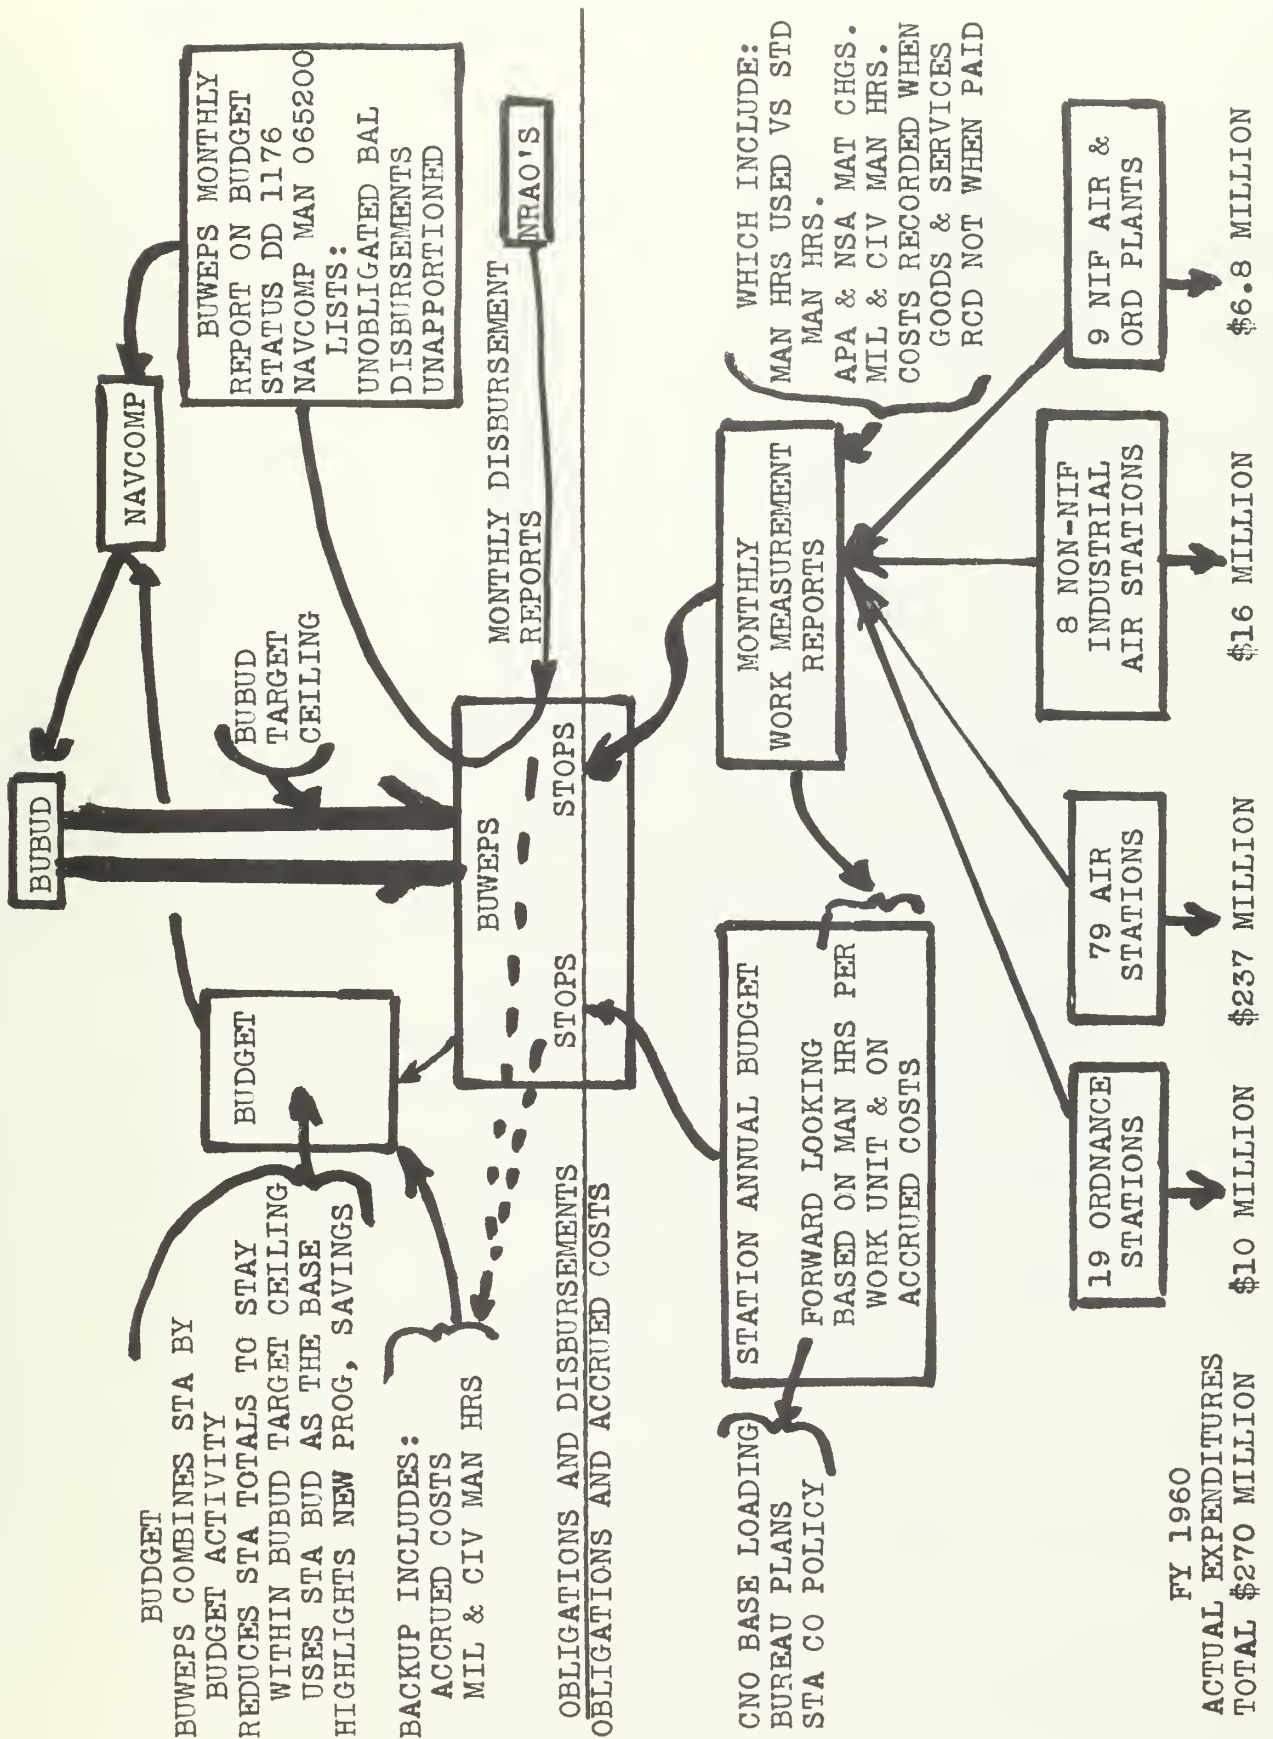 BUBUD
NAVCOMP
BUWEPS MONTHLY
REPORT ON BUDGET
STATUS DD 1176
NAVCOMP MAN 065200
LISTS:
UNOBLIGATED BAL
DISBURSEMENTS
UNAPPORTIONED
BUBUD
TARGET
CEILING
BUDGET
BUDGET
BUWEPS COMBINES STA BY
BUDGET ACTIVITY
REDUCES STA TOTALS TO STAY
WITHIN BUBUD TARGET CEILING
USES STA BUD AS THE BASE
HIGHLIGHTS NEW PROG, SAVINGS
BACKUP INCLUDES:
ACCRUED COSTS
MIL & CIV MAN HRS
BUWEPS
STOPS
STOPS
MONTHLY DISBURSEMENT
REPORTS
NRAO'S
OBLIGATIONS AND DISBURSEMENTS
OBLIGATIONS AND ACCRUED COSTS
CNO BASE LOADING
BUREAU PLANS
STA CO POLICY
STATION ANNUAL BUDGET
FORWARD LOOKING
BASED ON MAN HRS PER
WORK UNIT & ON
ACCRUED COSTS
MONTHLY
WORK MEASUREMENT
REPORTS
WHICH INCLUDE:
MAN HRS USED VS STD
MAN HRS.
APA & NSA MAT CHGS.
MIL & CIV MAN HRS.
COSTS RECORDED WHEN
GOODS & SERVICES
RCD NOT WHEN PAID
19 ORDNANCE
STATIONS
79 AIR
STATIONS
8 NON-NIF
INDUSTRIAL
AIR STATIONS
9 NIF AIR &
ORD PLANTS
FY 1960
ACTUAL EXPENDITURES
TOTAL $270 MILLION
$10 MILLION
$237 MILLION
$16 MILLION
$6.8 MILLION